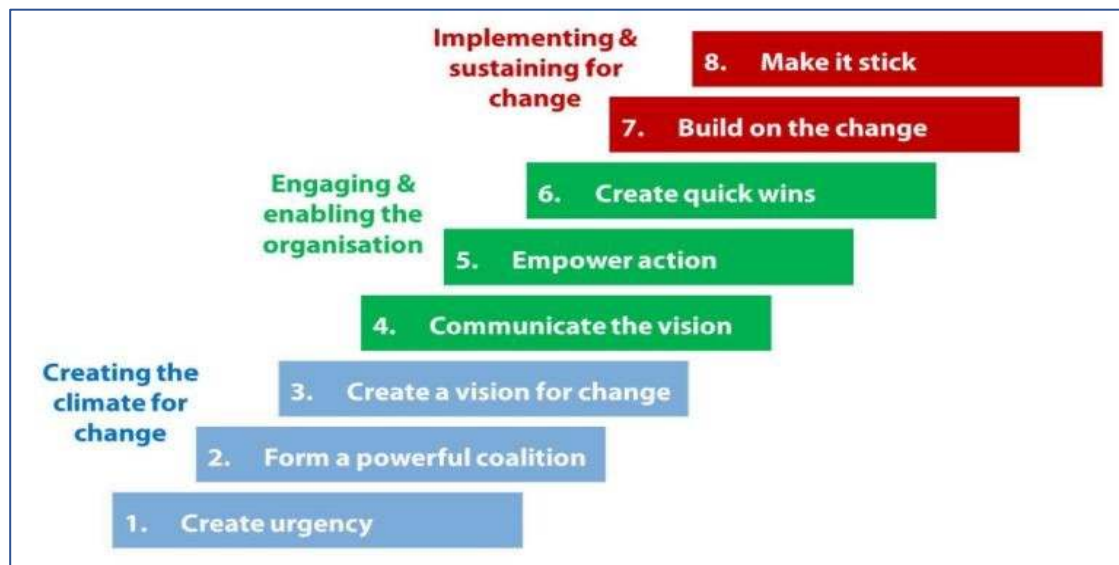 Implementing &
sustaining for
change
8. Make it stick
7. Build on the change
Engaging &
enabling the
organisation
6. Create quick wins
5. Empower action
4. Communicate the vision
Creating the
climate for
change
3. Create a vision for change
2. Form a powerful coalition
1. Create urgency